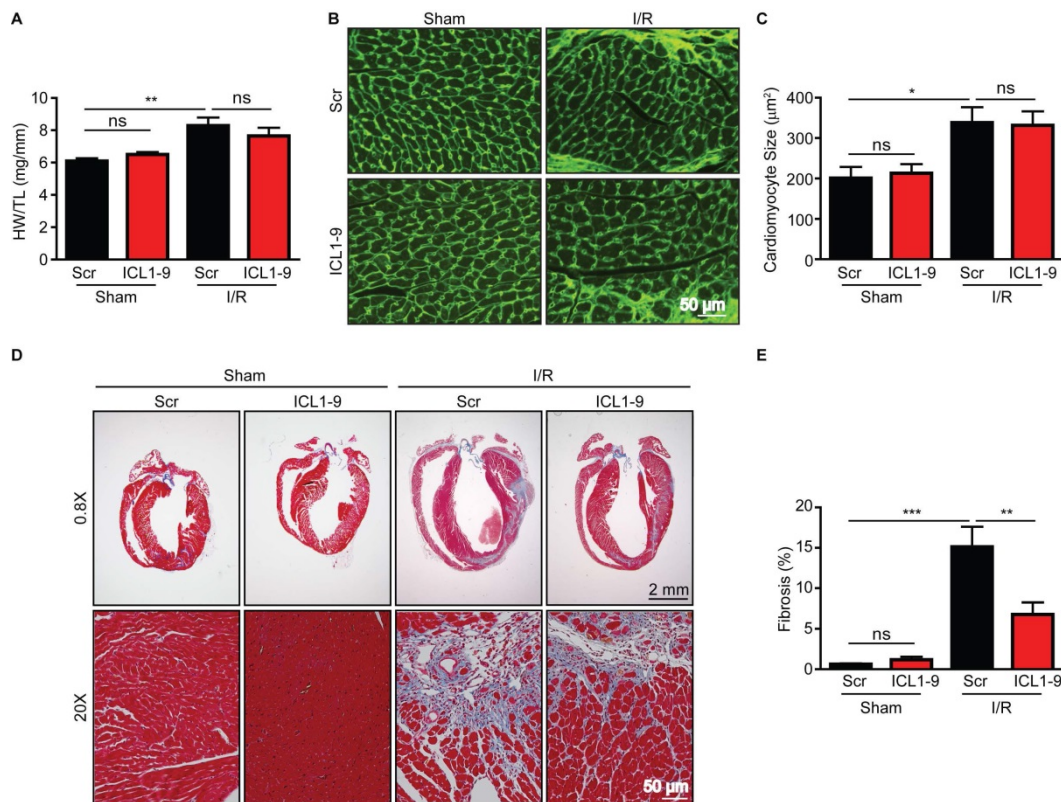 A
HW/TL (mg/mm)
10
8
6
4
2
0
ns
**
ns
Scr
ICL1-9
Scr
ICL1-9
Sham
I/R
B
Sham
I/R
Scr
ICL1-9
50 µm
C
Cardiomyocyte Size (µm²)
400
300
200
100
0
ns
*
ns
Scr
ICL1-9
Scr
ICL1-9
Sham
I/R
D
Sham
I/R
Scr
ICL1-9
Scr
ICL1-9
0.8X
2 mm
20X
50 µm
E
Fibrosis (%)
20
15
10
5
0
ns
***
**
Scr
ICL1-9
Scr
ICL1-9
Sham
I/R